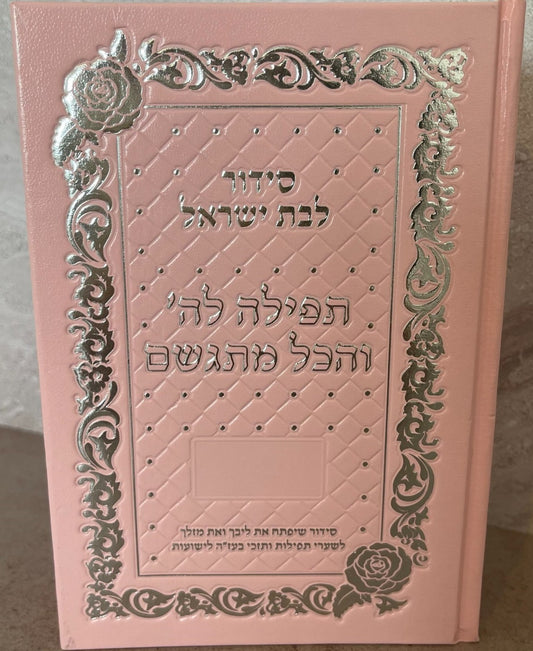 סידור
לבת ישראל
תפילה לה'
והכל מתגשם
סידור שיפתח את ליבך ואת מזלך
לשערי תפילות ותזכי בעז"ה לישועות